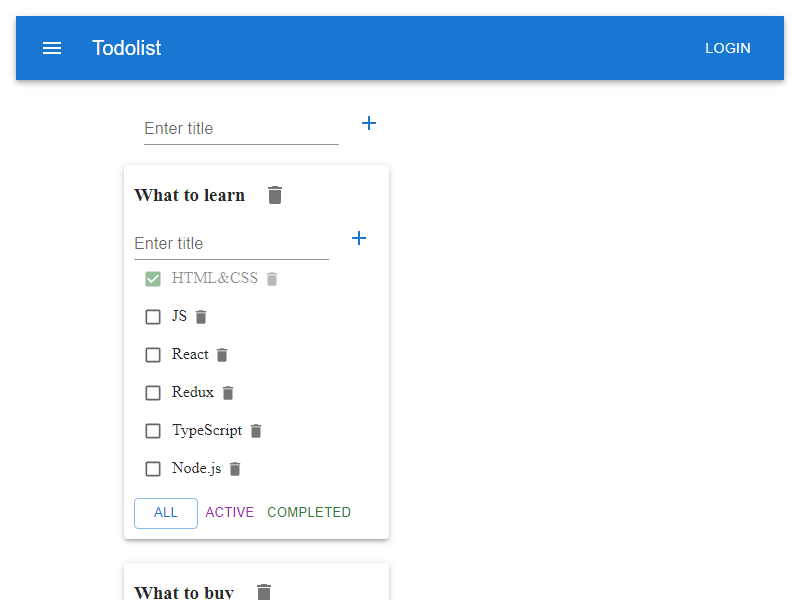 Todolist LOGIN
Enter title
What to learn
Enter title
HTML&CSS
JS
React
Redux
TypeScript
Node.js
ALL ACTIVE COMPLETED
What to buy